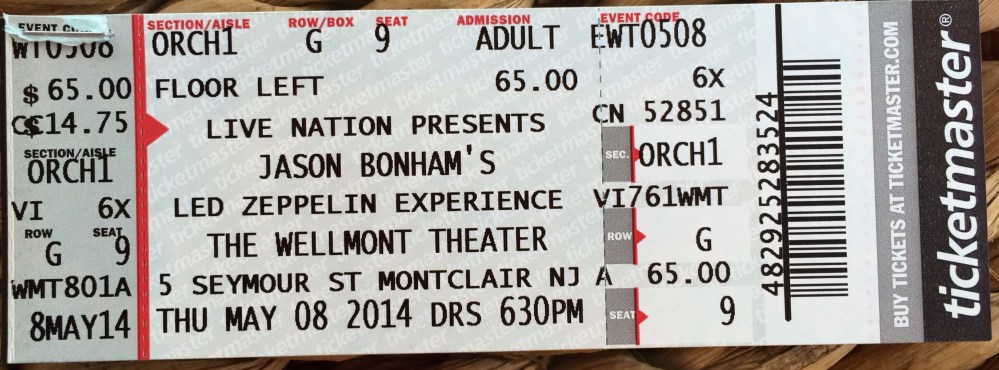 EVENT CODE
WT0508
$ 65.00
$14.75
SECTION/AISLE
ORCH1
VI 6X
ROW SEAT
G 9
WMT801A
8MAY14
SECTION/AISLE ROW/BOX SEAT ADMISSION EVENT CODE
ORCH1 G 9 ADULT EWT0508
FLOOR LEFT 65.00 6X
LIVE NATION PRESENTS CN 52851
JASON BONHAM'S SEC. ORCH1
LED ZEPPELIN EXPERIENCE VI761WMT
THE WELLMONT THEATER ROW G
5 SEYMOUR ST MONTCLAIR NJ A 65.00
THU MAY 08 2014 DRS 630PM SEAT 9
482925283524
BUY TICKETS AT TICKETMASTER.COM
ticketmaster®